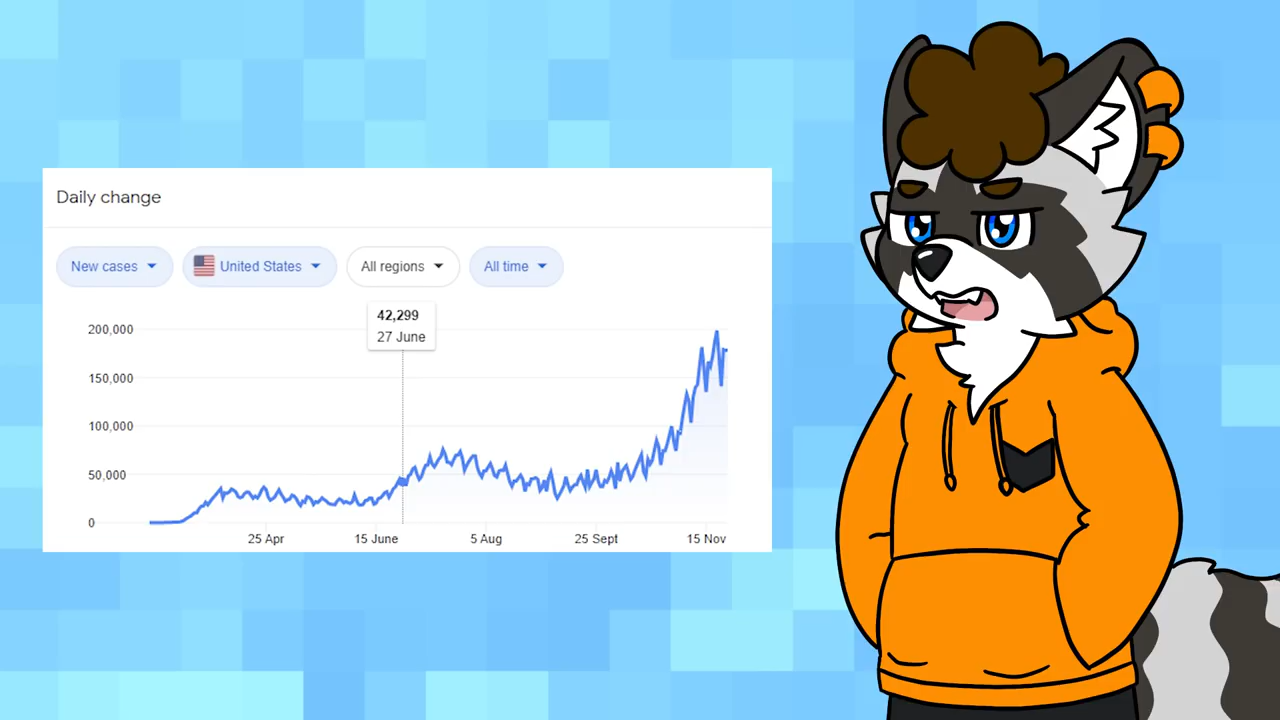 Daily change
New cases
United States
All regions
All time
42,299
27 June
200,000
150,000
100,000
50,000
0
25 Apr
15 June
5 Aug
25 Sept
15 Nov